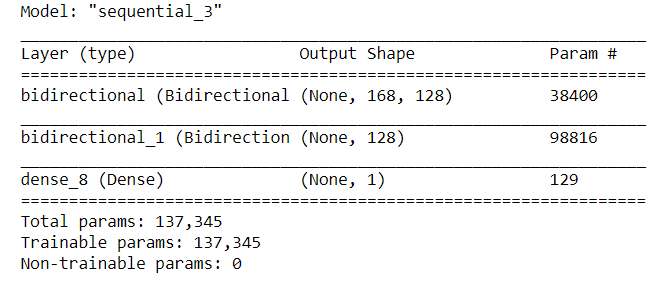 Model: "sequential_3"
Layer (type) Output Shape Param #
bidirectional (Bidirectional (None, 168, 128) 38400
bidirectional_1 (Bidirection (None, 128) 98816
dense_8 (Dense) (None, 1) 129
Total params: 137,345
Trainable params: 137,345
Non-trainable params: 0